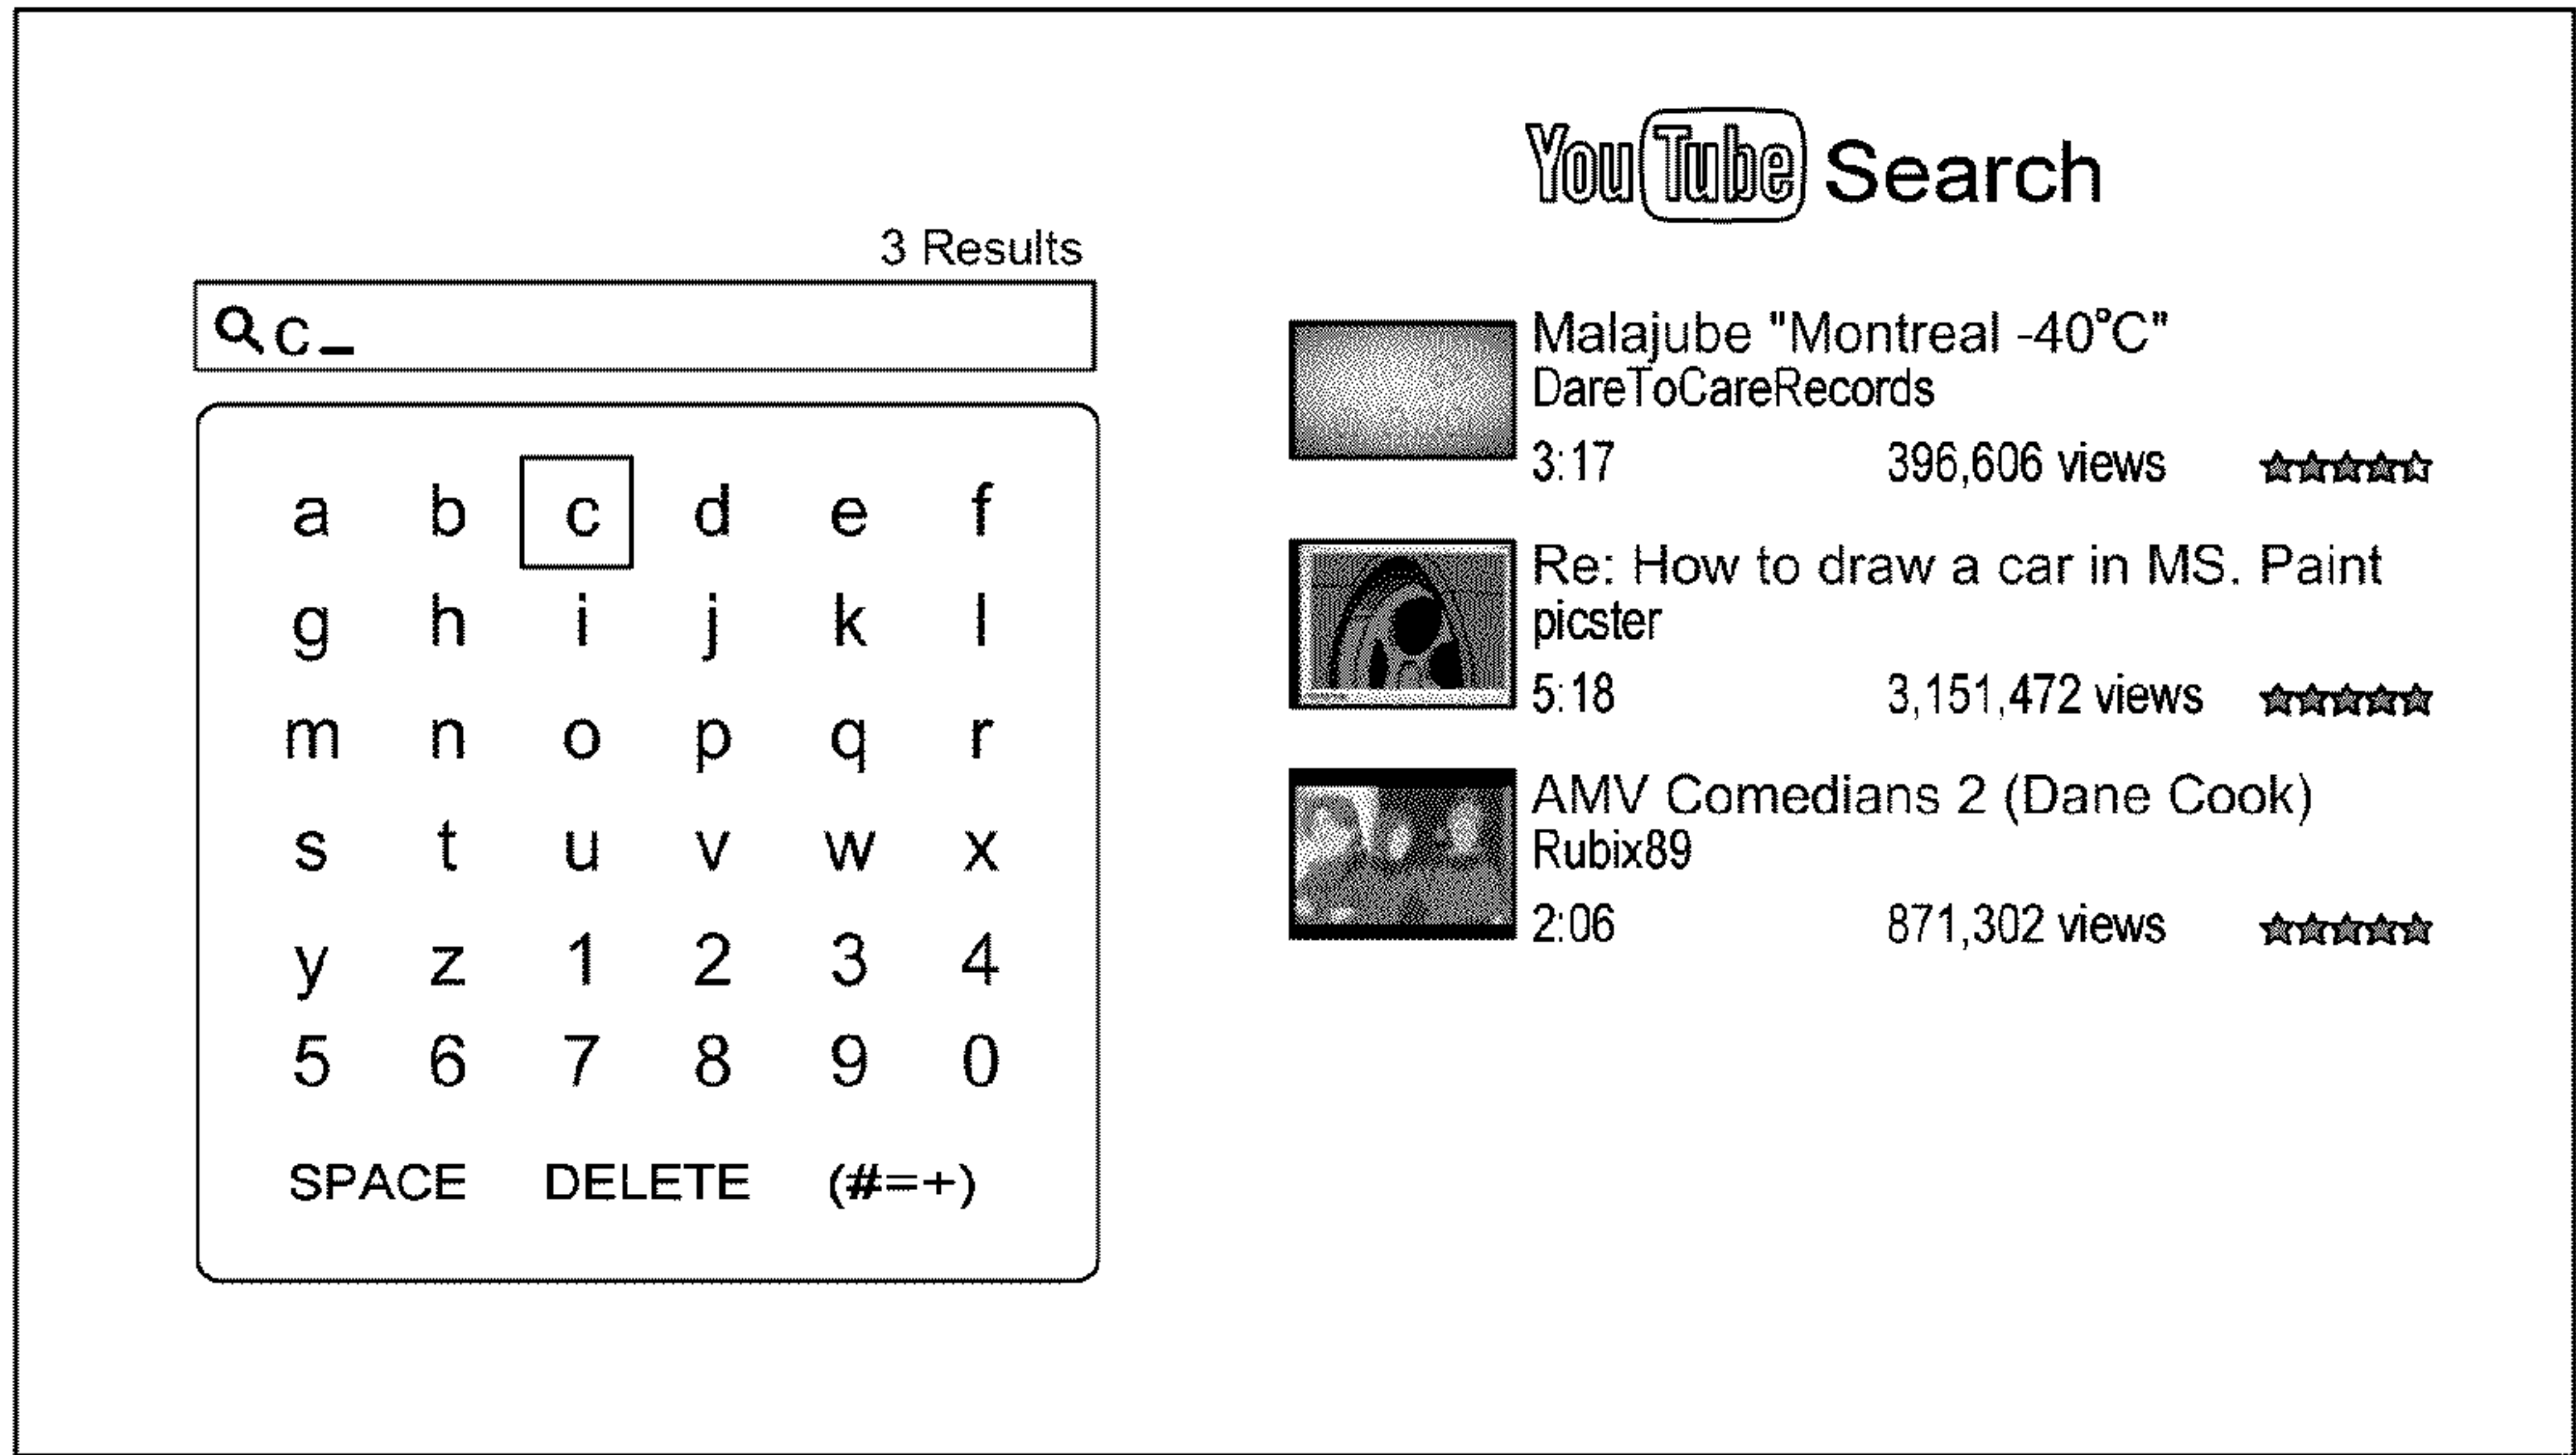 YouTube Search
3 Results
c_
a b c d e f
g h i j k l
m n o p q r
s t u v w x
y z 1 2 3 4
5 6 7 8 9 0
SPACE DELETE (#=+)
Malajube "Montreal -40°C"
DareToCareRecords
3:17 396,606 views
Re: How to draw a car in MS. Paint
picster
5:18 3,151,472 views
AMV Comedians 2 (Dane Cook)
Rubix89
2:06 871,302 views